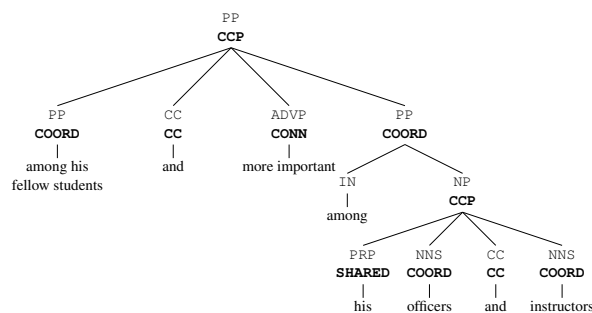 PP
CCP
PP CC ADVP PP
COORD CC CONN COORD
among his and more important
fellow students
IN NP
CCP
among
PRP NNS CC NNS
SHARED COORD CC COORD
his officers and instructors